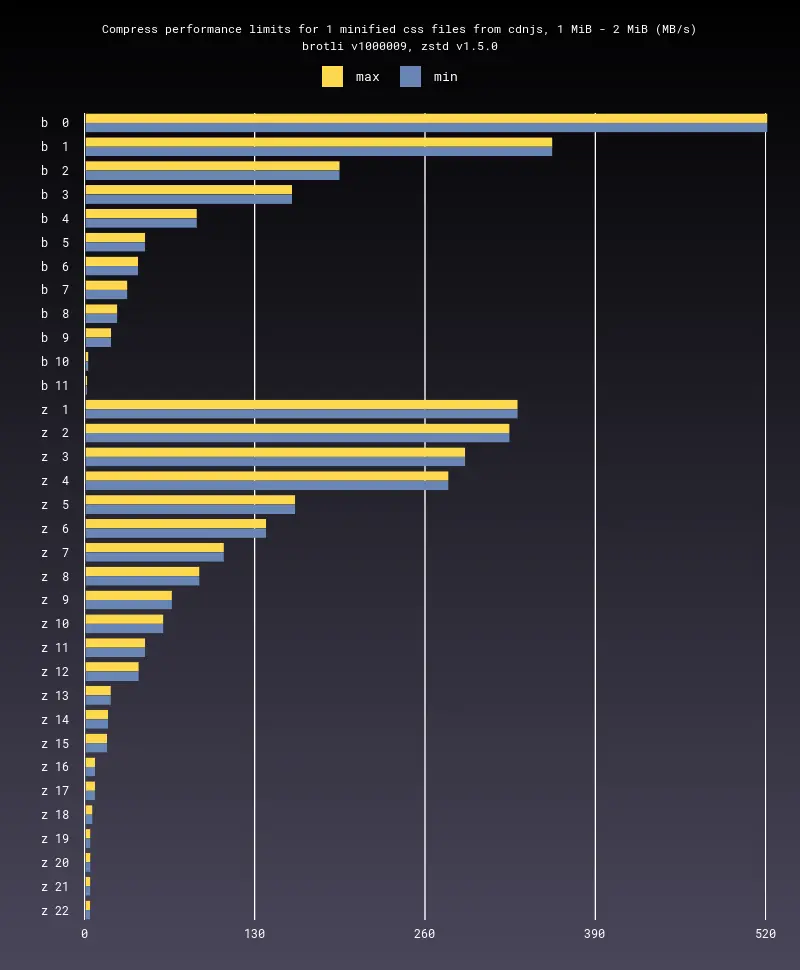 Compress performance limits for 1 minified css files from cdnjs, 1 MiB - 2 MiB (MB/s)
brotli v1000009, zstd v1.5.0
max min
b 0
b 1
b 2
b 3
b 4
b 5
b 6
b 7
b 8
b 9
b 10
b 11
z 1
z 2
z 3
z 4
z 5
z 6
z 7
z 8
z 9
z 10
z 11
z 12
z 13
z 14
z 15
z 16
z 17
z 18
z 19
z 20
z 21
z 22
0 130 260 390 520